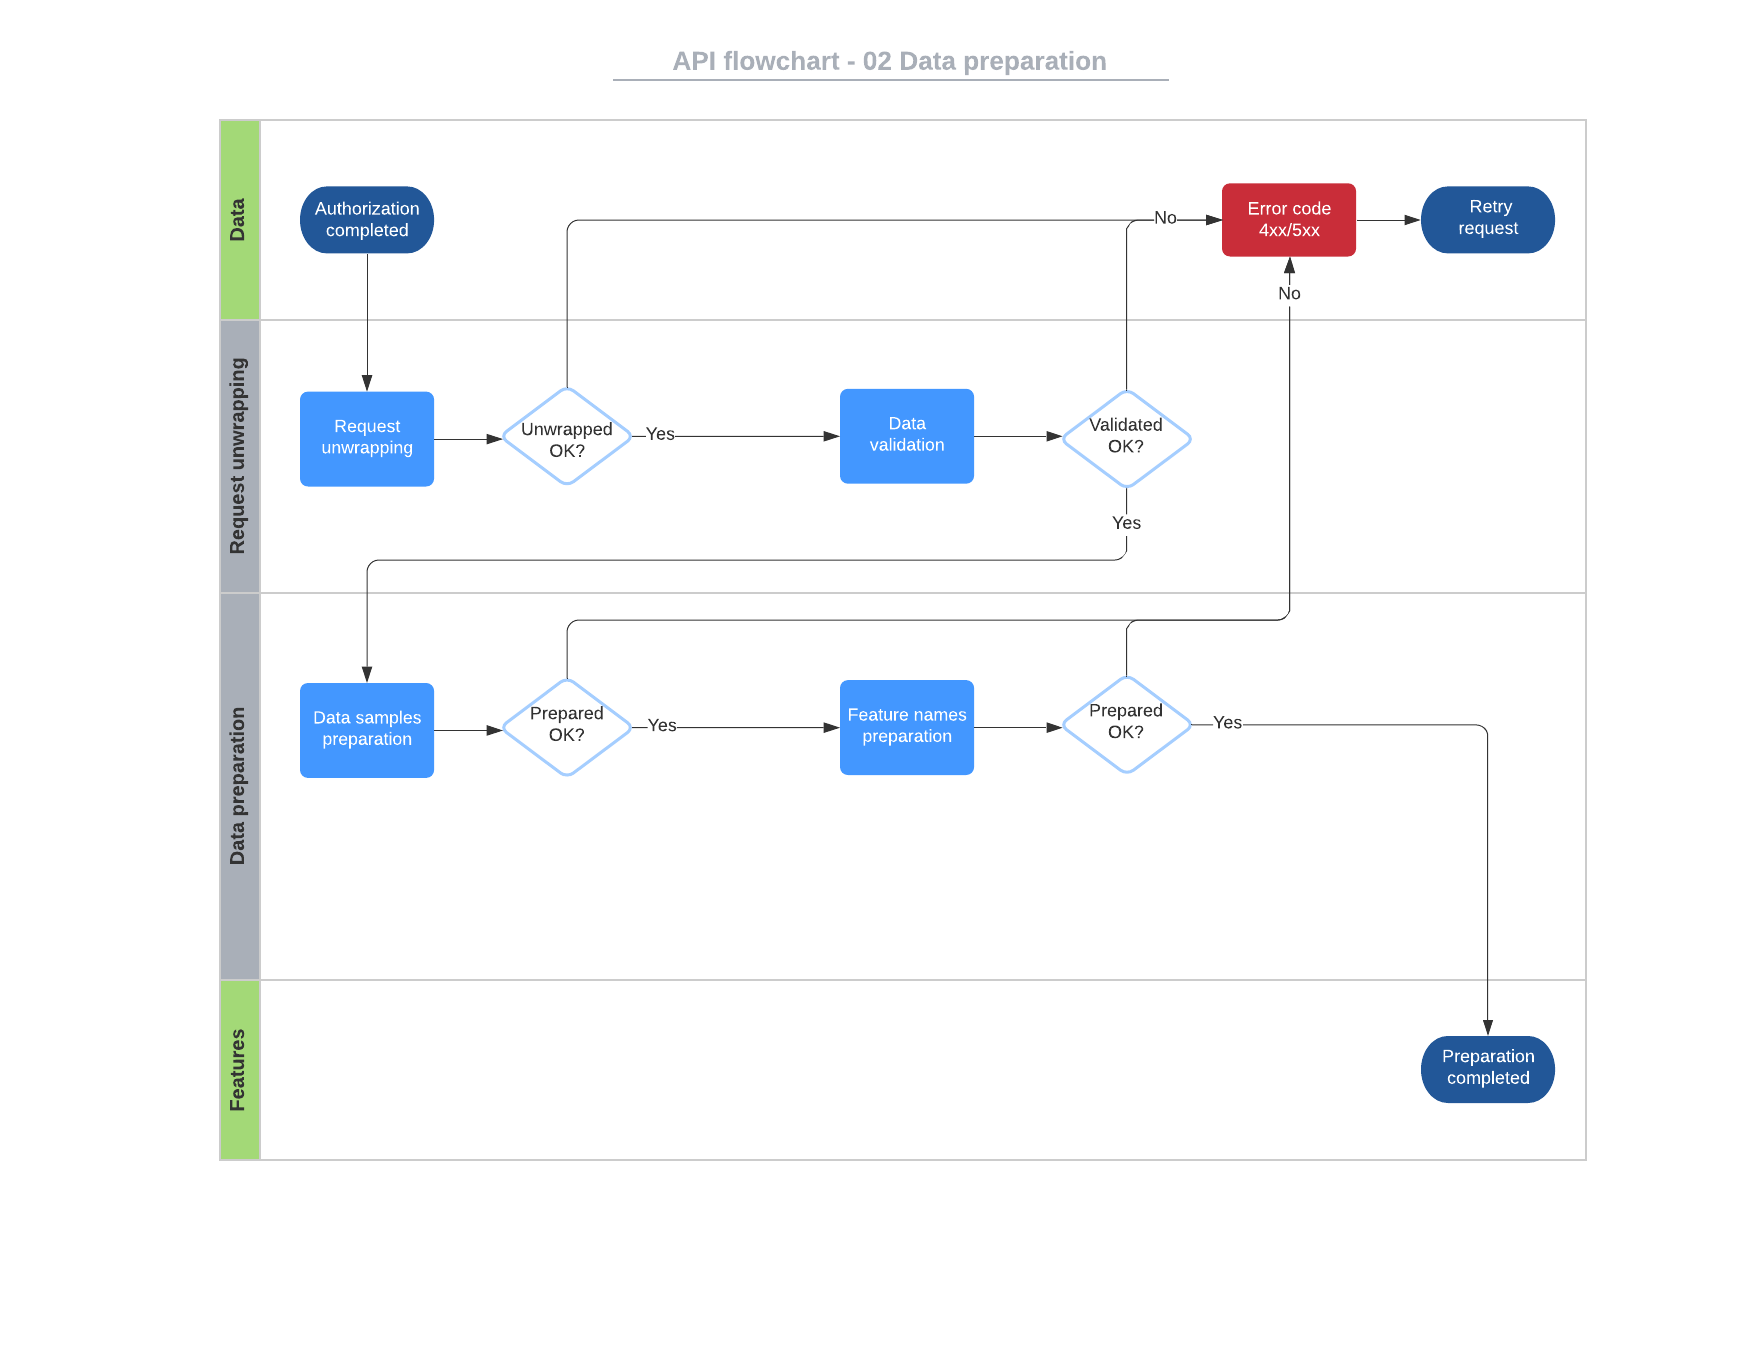 API flowchart - 02 Data preparation
Data
Authorization
completed
No
Error code
4xx/5xx
Retry
request
No
Request unwrapping
Request
unwrapping
Unwrapped
OK?
Yes
Data
validation
Validated
OK?
Yes
Data preparation
Data samples
preparation
Prepared
OK?
Yes
Feature names
preparation
Prepared
OK?
Yes
Features
Preparation
completed